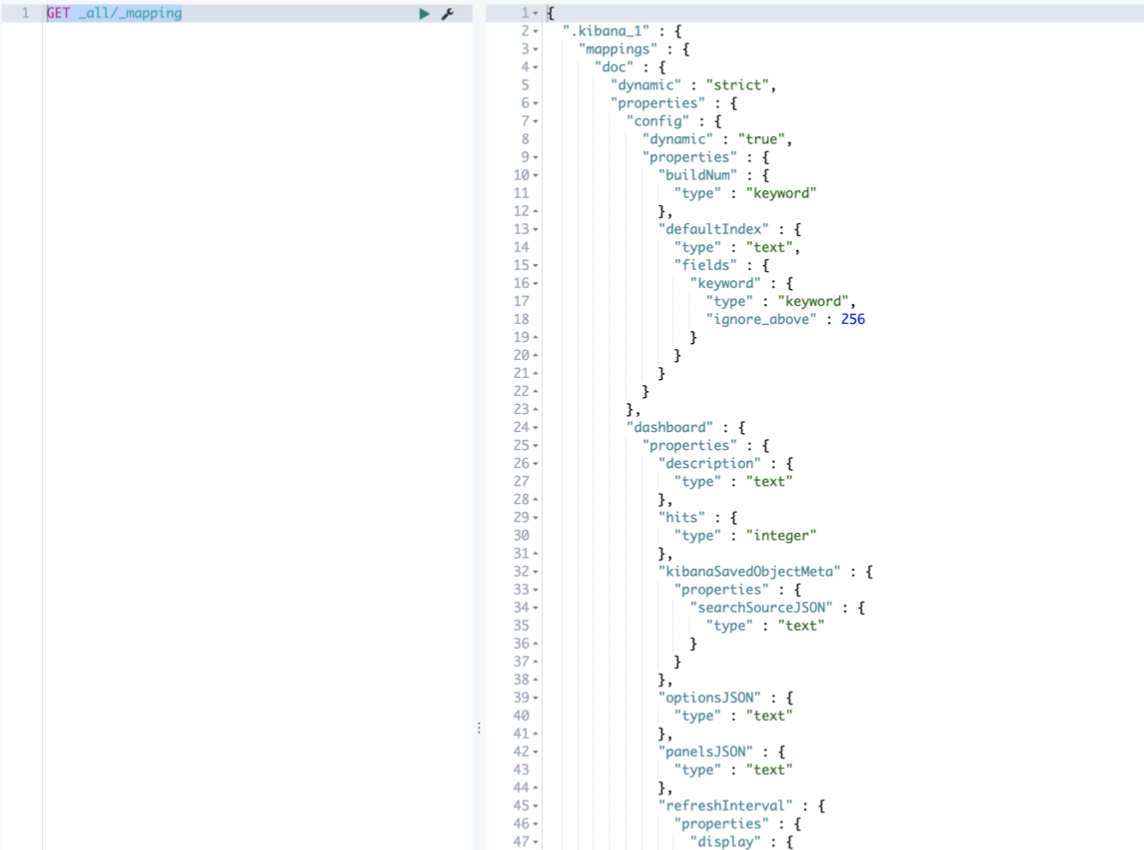 1 GET _all/_mapping
1 {
2 ".kibana_1" : {
3 "mappings" : {
4 "doc" : {
5 "dynamic" : "strict",
6 "properties" : {
7 "config" : {
8 "dynamic" : "true",
9 "properties" : {
10 "buildNum" : {
11 "type" : "keyword"
12 },
13 "defaultIndex" : {
14 "type" : "text",
15 "fields" : {
16 "keyword" : {
17 "type" : "keyword",
18 "ignore_above" : 256
19 }
20 }
21 }
22 }
23 },
24 "dashboard" : {
25 "properties" : {
26 "description" : {
27 "type" : "text"
28 },
29 "hits" : {
30 "type" : "integer"
31 },
32 "kibanaSavedObjectMeta" : {
33 "properties" : {
34 "searchSourceJSON" : {
35 "type" : "text"
36 }
37 }
38 },
39 "optionsJSON" : {
40 "type" : "text"
41 },
42 "panelsJSON" : {
43 "type" : "text"
44 },
45 "refreshInterval" : {
46 "properties" : {
47 "display" : {